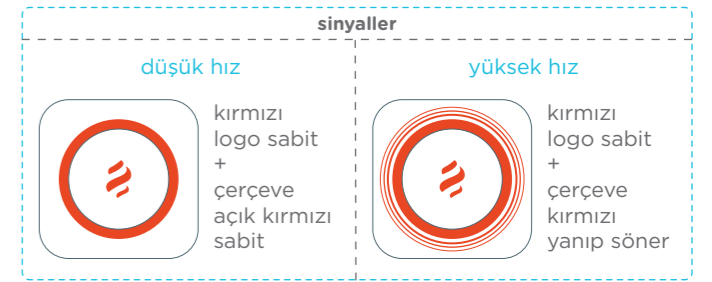 sinyaller
düşük hız
kırmızı
logo sabit
+
çerçeve
açık kırmızı
sabit
yüksek hız
kırmızı
logo sabit
+
çerçeve
kırmızı
yanıp söner